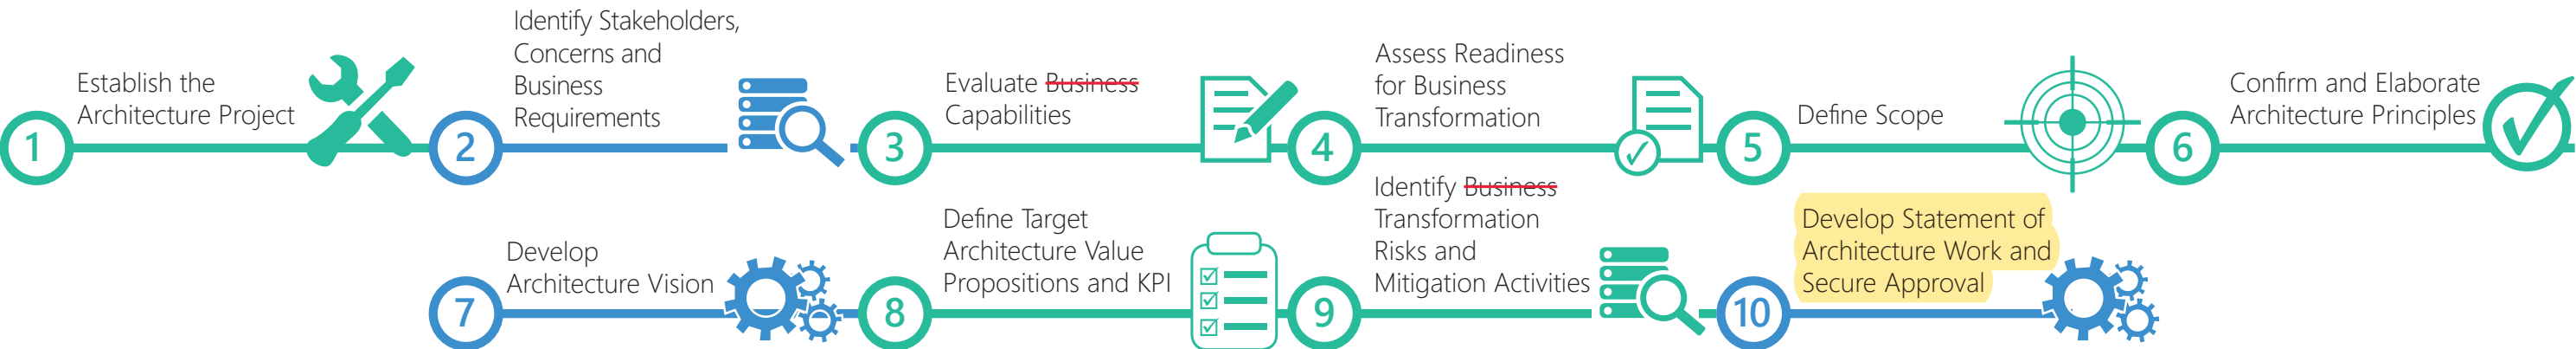 1
Establish the
Architecture Project
2
Identify Stakeholders,
Concerns and
Business
Requirements
3
Evaluate Business
Capabilities
4
Assess Readiness
for Business
Transformation
5
Define Scope
6
Confirm and Elaborate
Architecture Principles
7
Develop
Architecture Vision
8
Define Target
Architecture Value
Propositions and KPI
9
Identify Business
Transformation
Risks and
Mitigation Activities
10
Develop Statement of
Architecture Work and
Secure Approval